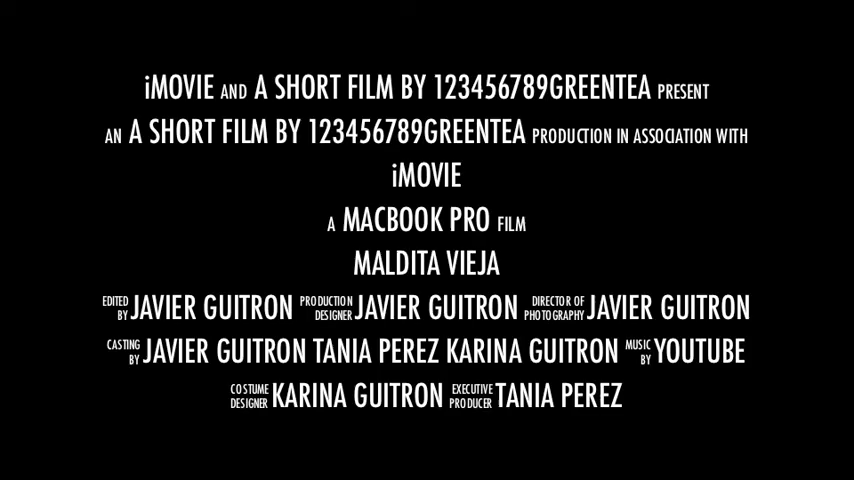 iMOVIE AND A SHORT FILM BY 123456789GREENTEA PRESENT
AN A SHORT FILM BY 123456789GREENTEA PRODUCTION IN ASSOCIATION WITH
iMOVIE
A MACBOOK PRO FILM
MALDITA VIEJA
EDITED BY JAVIER GUITRON PRODUCTION DESIGNER JAVIER GUITRON DIRECTOR OF PHOTOGRAPHY JAVIER GUITRON
CASTING BY JAVIER GUITRON TANIA PEREZ KARINA GUITRON MUSIC BY YOUTUBE
COSTUME DESIGNER KARINA GUITRON EXECUTIVE PRODUCER TANIA PEREZ